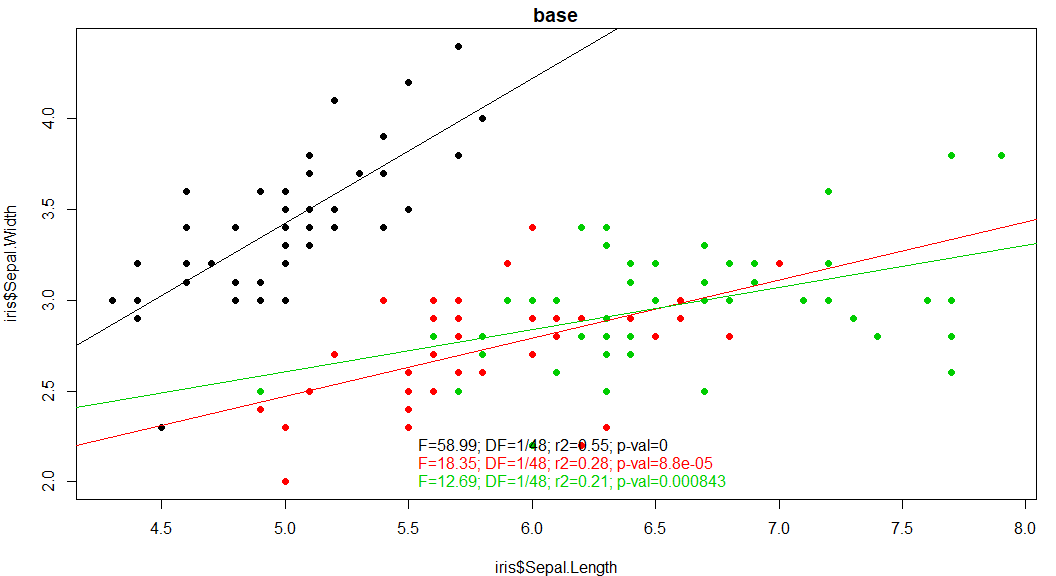 base
iris$Sepal.Width
4.0
3.5
3.0
2.5
2.0
F=58.99; DF=1/48; r2=0.55; p-val=0
F=18.35; DF=1/48; r2=0.28; p-val=8.8e-05
F=12.69; DF=1/48; r2=0.21; p-val=0.000843
4.5 5.0 5.5 6.0 6.5 7.0 7.5 8.0
iris$Sepal.Length